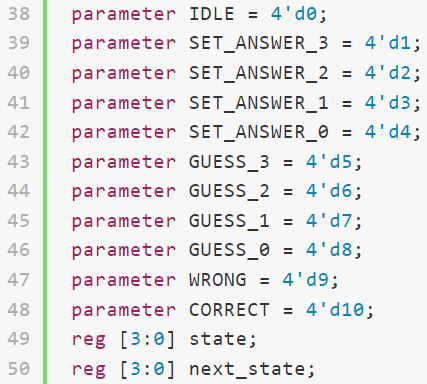 38 parameter IDLE = 4'd0;
39 parameter SET_ANSWER_3 = 4'd1;
40 parameter SET_ANSWER_2 = 4'd2;
41 parameter SET_ANSWER_1 = 4'd3;
42 parameter SET_ANSWER_0 = 4'd4;
43 parameter GUESS_3 = 4'd5;
44 parameter GUESS_2 = 4'd6;
45 parameter GUESS_1 = 4'd7;
46 parameter GUESS_0 = 4'd8;
47 parameter WRONG = 4'd9;
48 parameter CORRECT = 4'd10;
49 reg [3:0] state;
50 reg [3:0] next_state;